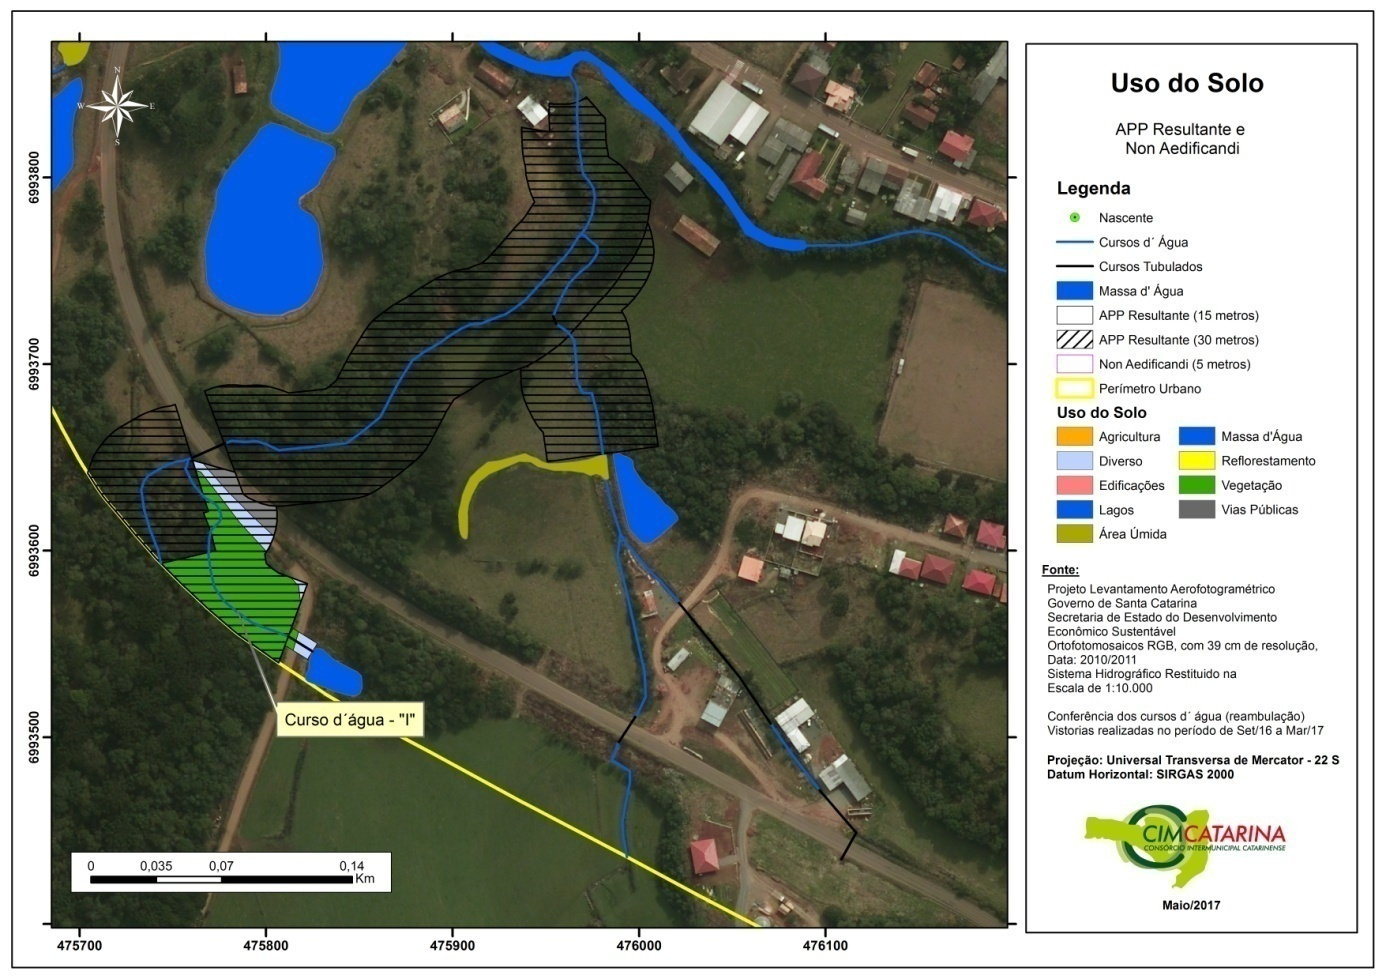 N
W
E
S
6993800
6993700
6993600
6993500
475700
475800
475900
476000
476100
Curso d´água - "I"
0
0,035
0,07
0,14
Km
Uso do Solo
APP Resultante e
Non Aedificandi
Legenda
Nascente
Cursos d´ Água
Cursos Tubulados
Massa d' Água
APP Resultante (15 metros)
APP Resultante (30 metros)
Non Aedificandi (5 metros)
Perímetro Urbano
Uso do Solo
Agricultura
Massa d'Água
Diverso
Reflorestamento
Edificações
Vegetação
Lagos
Vias Públicas
Área Úmida
Fonte:
Projeto Levantamento Aerofotogramétrico
Governo de Santa Catarina
Secretaria de Estado do Desenvolvimento
Econômico Sustentável
Ortofotomosaicos RGB, com 39 cm de resolução,
Data: 2010/2011
Sistema Hidrográfico Restituido na
Escala de 1:10.000
Conferência dos cursos d´ água (reambulação)
Vistorias realizadas no período de Set/16 a Mar/17
Projeção: Universal Transversa de Mercator - 22 S
Datum Horizontal: SIRGAS 2000
CIMCATARINA
CONSÓRCIO INTERMUNICIPAL CATARINENSE
Maio/2017